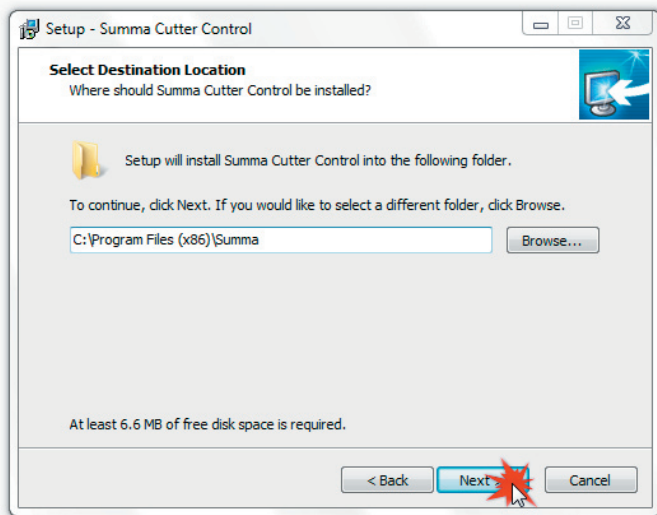 Setup - Summa Cutter Control
Select Destination Location
Where should Summa Cutter Control be installed?
Setup will install Summa Cutter Control into the following folder.
To continue, click Next. If you would like to select a different folder, click Browse.
C:\Program Files (x86)\Summa
Browse...
At least 6.6 MB of free disk space is required.
< Back
Next >
Cancel